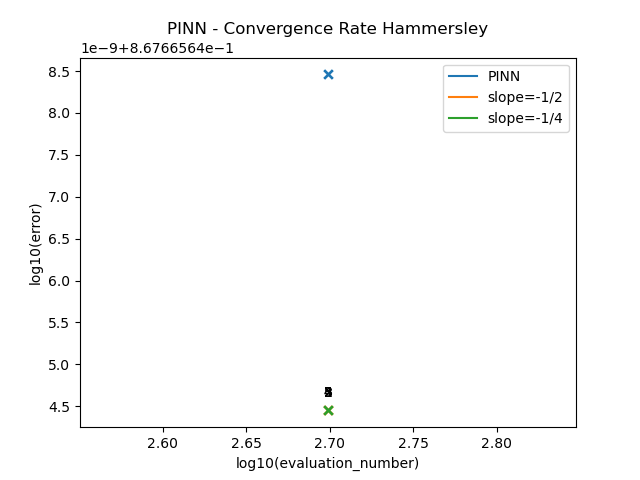 PINN - Convergence Rate Hammersley
1e−9+8.6766564e−1
8.5
8.0
7.5
7.0
6.5
6.0
5.5
5.0
4.5
log10(error)
PINN
slope=-1/2
slope=-1/4
2.60
2.65
2.70
2.75
2.80
log10(evaluation_number)